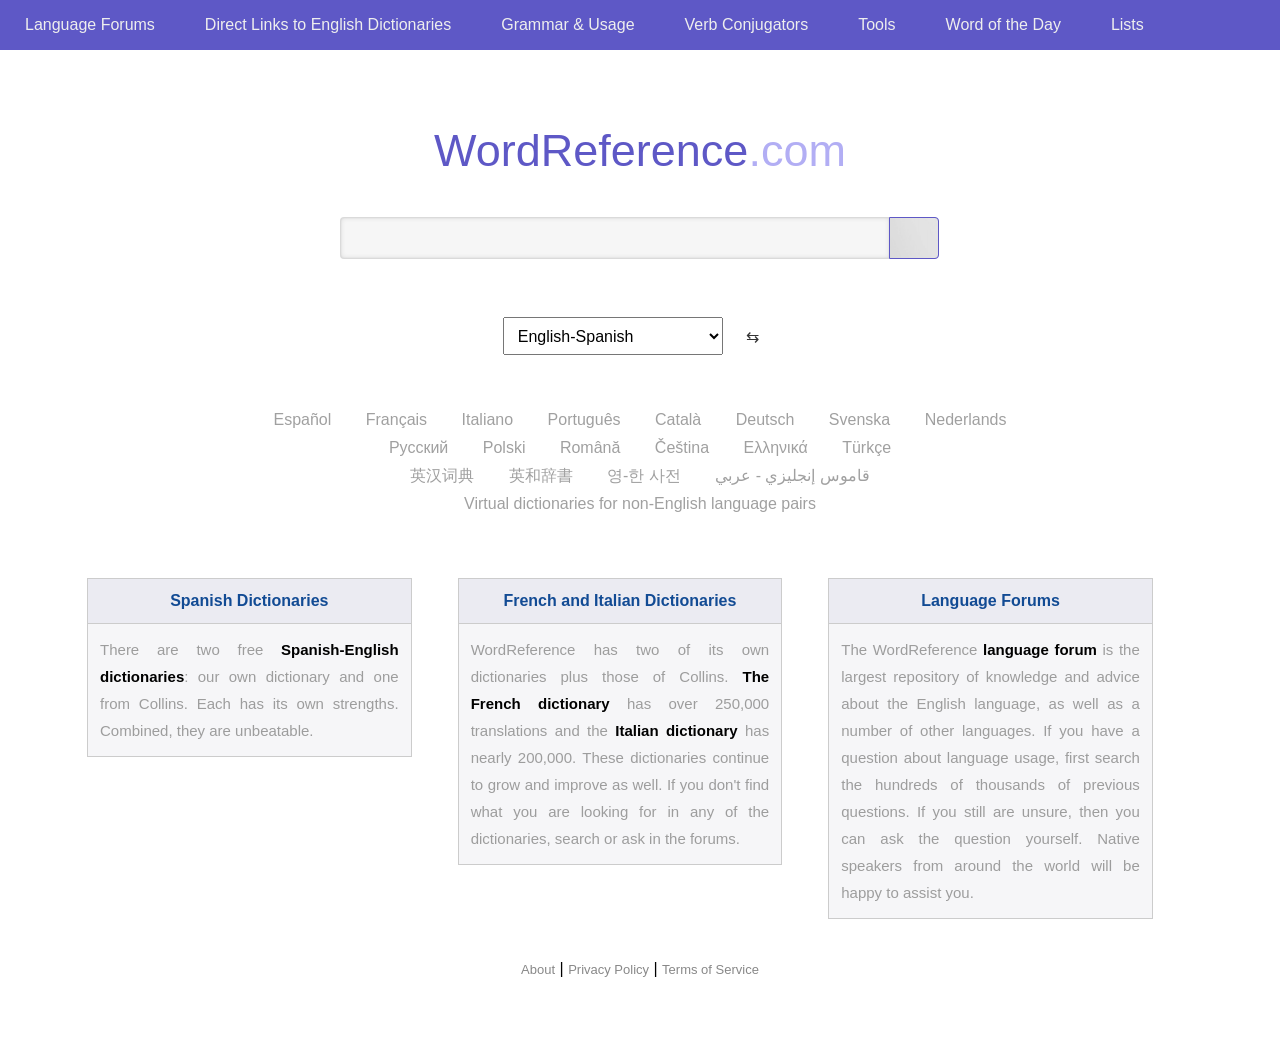 Language Forums Direct Links to English Dictionaries Grammar & Usage Verb Conjugators Tools Word of the Day Lists
WordReference.com
English-Spanish ⇆
Español Français Italiano Português Català Deutsch Svenska Nederlands
Русский Polski Română Čeština Ελληνικά Türkçe
英汉词典 英和辞書 영-한 사전 قاموس إنجليزي - عربي
Virtual dictionaries for non-English language pairs
Spanish Dictionaries
There are two free Spanish-English
dictionaries: our own dictionary and one
from Collins. Each has its own strengths.
Combined, they are unbeatable.
French and Italian Dictionaries
WordReference has two of its own
dictionaries plus those of Collins. The
French dictionary has over 250,000
translations and the Italian dictionary has
nearly 200,000. These dictionaries continue
to grow and improve as well. If you don't find
what you are looking for in any of the
dictionaries, search or ask in the forums.
Language Forums
The WordReference language forum is the
largest repository of knowledge and advice
about the English language, as well as a
number of other languages. If you have a
question about language usage, first search
the hundreds of thousands of previous
questions. If you still are unsure, then you
can ask the question yourself. Native
speakers from around the world will be
happy to assist you.
About | Privacy Policy | Terms of Service